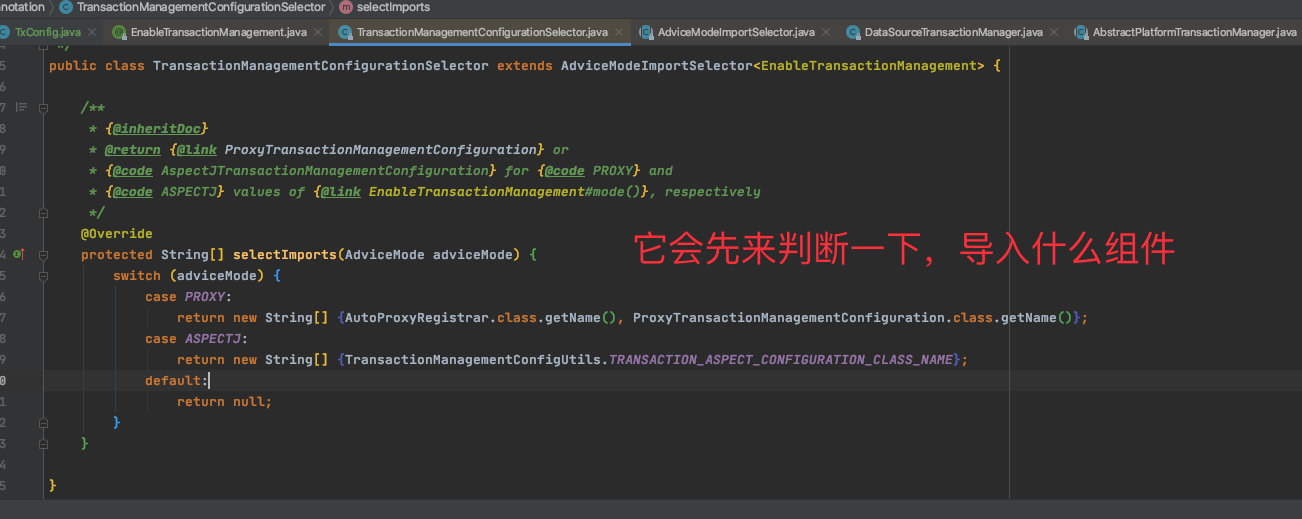 nnotation 〉 TransactionManagementConfigurationSelector 〉 selectImports
TxConfig.java × EnableTransactionManagement.java × TransactionManagementConfigurationSelector.java × AdviceModeImportSelector.java × DataSourceTransactionManager.java × AbstractPlatformTransactionManager.java
4 */
5 public class TransactionManagementConfigurationSelector extends AdviceModeImportSelector<EnableTransactionManagement> {
6
7 /**
8 * {@inheritDoc}
9 * @return {@link ProxyTransactionManagementConfiguration} or
0 * {@code AspectJTransactionManagementConfiguration} for {@code PROXY} and
1 * {@code ASPECTJ} values of {@link EnableTransactionManagement#mode()}, respectively
2 */
3 @Override
4 protected String[] selectImports(AdviceMode adviceMode) {
它会先来判断一下，导入什么组件
5 switch (adviceMode) {
6 case PROXY:
7 return new String[] {AutoProxyRegistrar.class.getName(), ProxyTransactionManagementConfiguration.class.getName()};
8 case ASPECTJ:
9 return new String[] {TransactionManagementConfigUtils.TRANSACTION_ASPECT_CONFIGURATION_CLASS_NAME};
0 default:
1 return null;
2 }
3 }
4
5 }